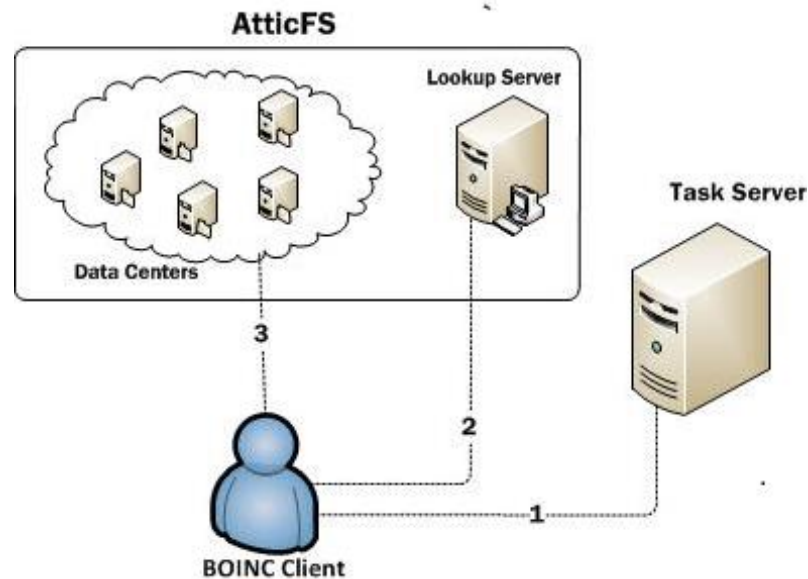 AtticFS
Lookup Server
Data Centers
Task Server
3
2
1
BOINC Client